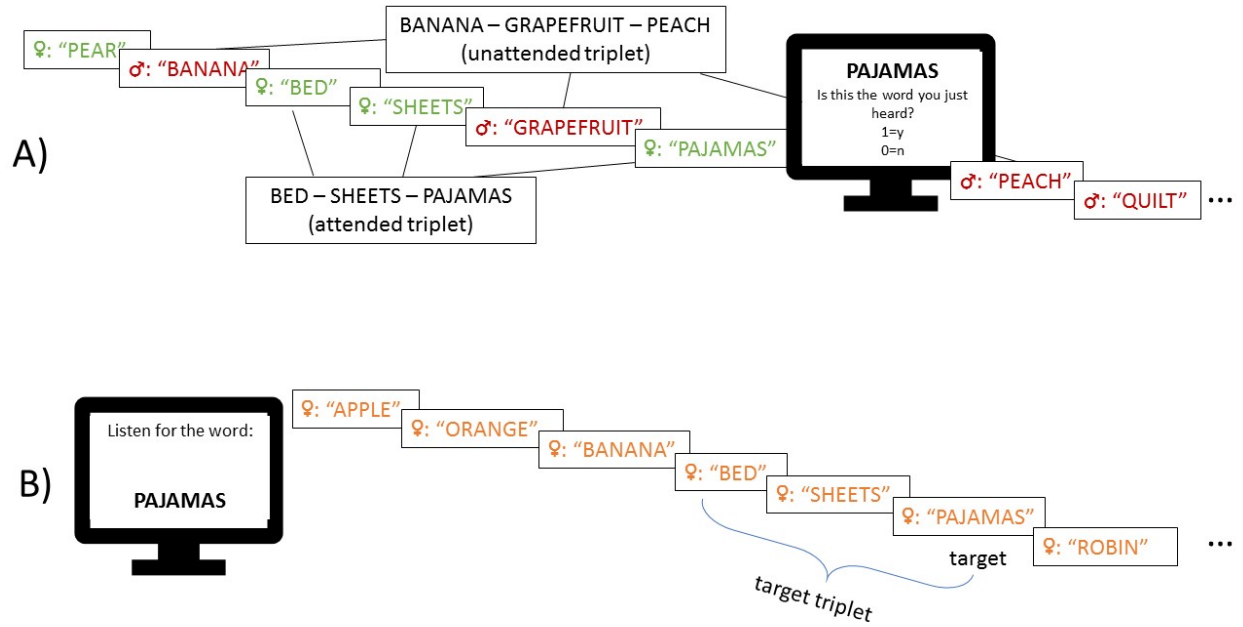 A)
♀: “PEAR”
♂: “BANANA”
♀: “BED”
♀: “SHEETS”
♂: “GRAPEFRUIT”
♀: “PAJAMAS”
BANANA – GRAPEFRUIT – PEACH
(unattended triplet)
BED – SHEETS – PAJAMAS
(attended triplet)
PAJAMAS
Is this the word you just
heard?
1=y
0=n
♂: “PEACH”
♂: “QUILT”
...
B)
Listen for the word:
PAJAMAS
♀: “APPLE”
♀: “ORANGE”
♀: “BANANA”
♀: “BED”
♀: “SHEETS”
♀: “PAJAMAS”
♀: “ROBIN”
...
target
target triplet